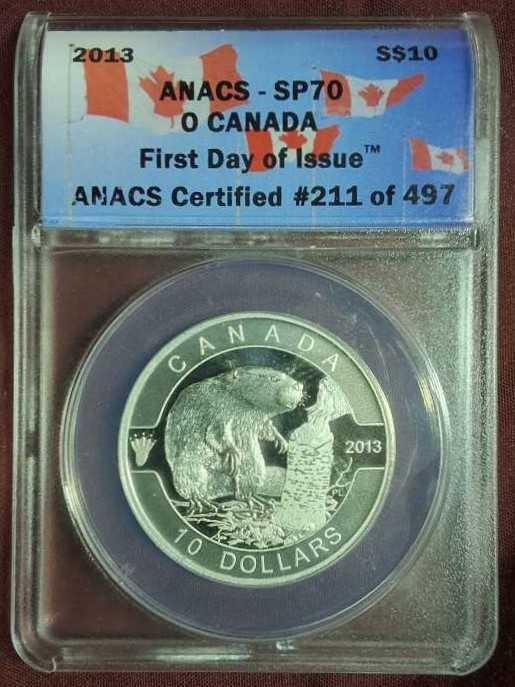 2013 S$10
ANACS - SP70
O CANADA
First Day of Issue™
ANACS Certified #211 of 497
CANADA
2013
10 DOLLARS